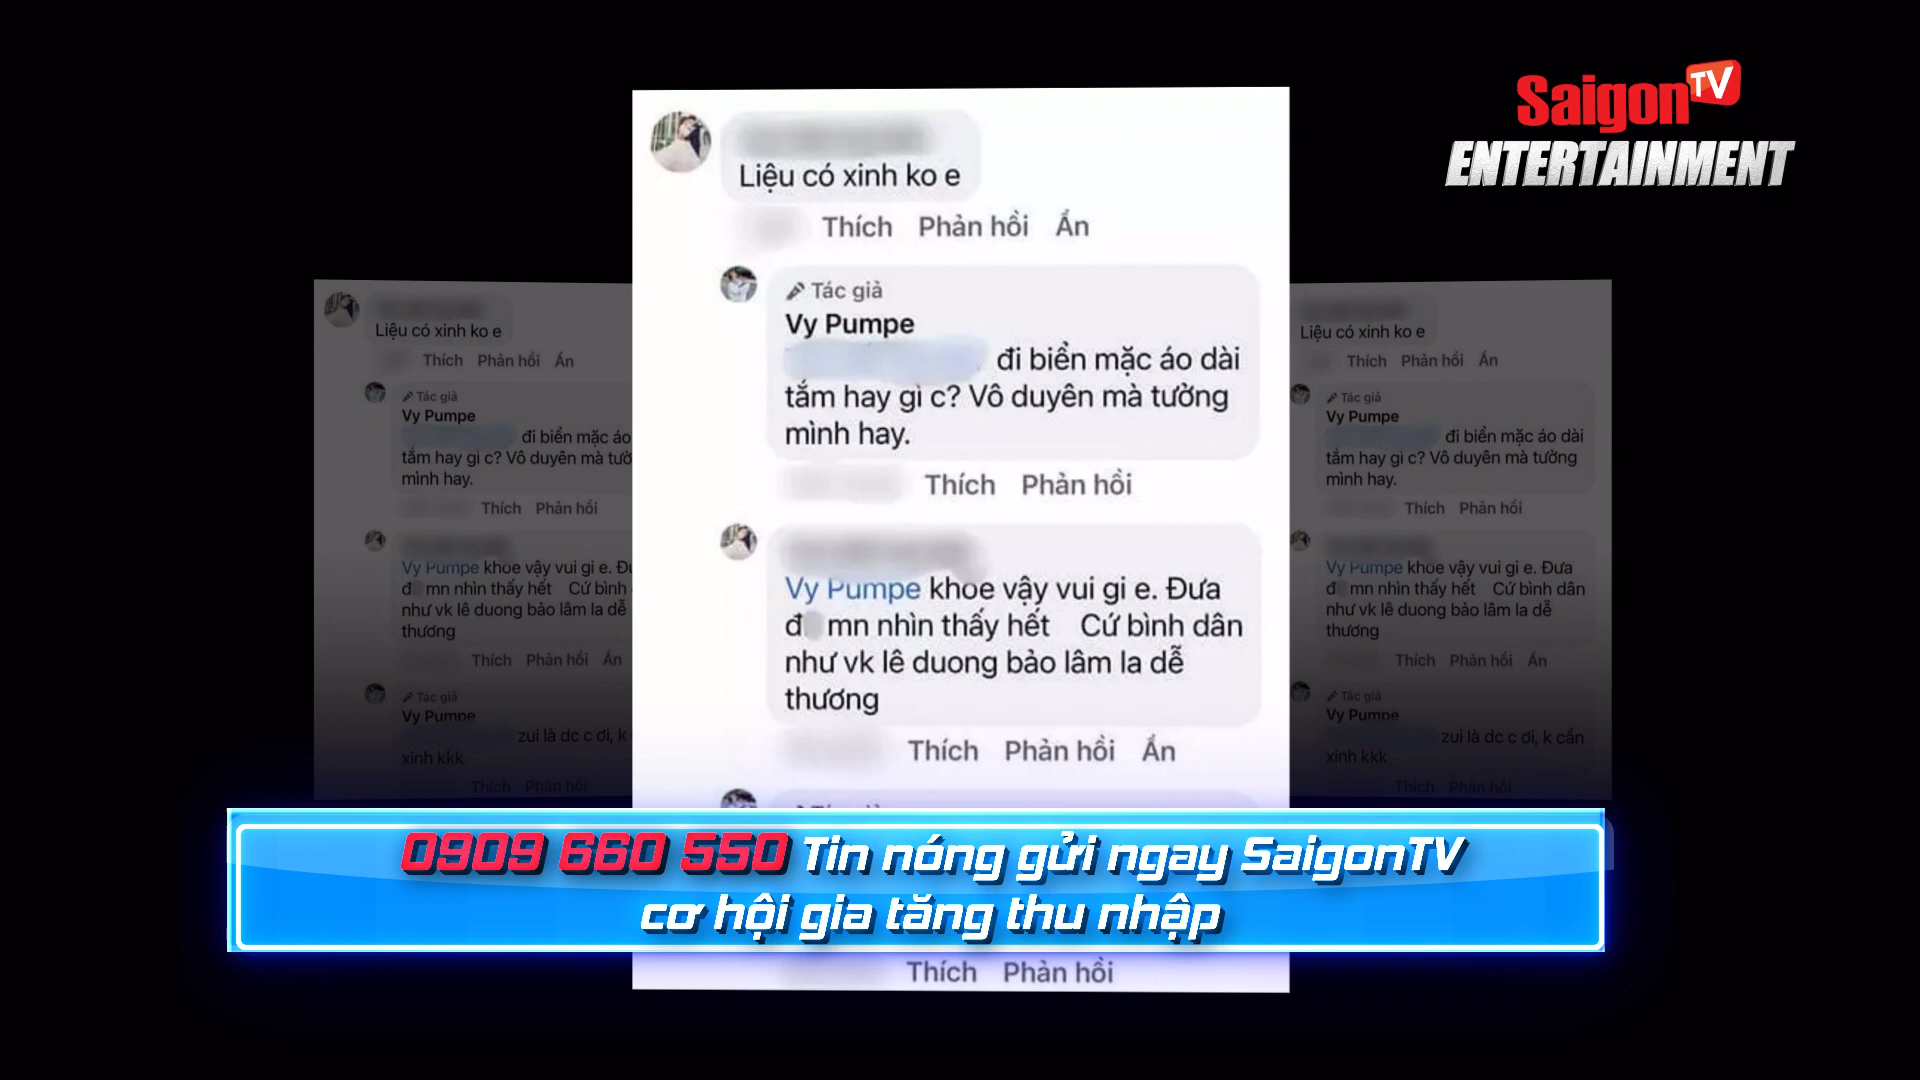 Saigon TV
ENTERTAINMENT
Liệu có xinh ko e
Thích Phản hồi Ẩn
Tác giả
Vy Pumpe
đi biển mặc áo dài
tắm hay gì c? Vô duyên mà tưởng
mình hay.
Thích Phản hồi
Vy Pumpe khoe vậy vui gi e. Đưa
đ mn nhìn thấy hết Cứ bình dân
như vk lê duong bảo lâm la dễ
thương
Thích Phản hồi Ẩn
Thích Phản hồi
Liệu có xinh ko e
Thích Phản hồi Ẩn
Tác giả
Vy Pumpe
đi biển mặc áo
tắm hay gì c? Vô duyên mà
mình hay.
Thích Phản hồi
Vy Pumpe khoe vậy vui gi e.
đ mn nhìn thấy hết Cứ bình
như vk lê duong bảo lâm la dễ
thương
Thích Phản hồi Ẩn
Tác giả
Vy Pumpe
zui là dc c ơi, k
xinh kkk
Thích Phản hồi
Liệu có xinh ko e
Thích Phản hồi Ẩn
Tác giả
Vy Pumpe
đi biển mặc áo dài
tắm hay gì c? Vô duyên mà tưởng
mình hay.
Thích Phản hồi
Vy Pumpe khoe vậy vui gi e. Đưa
đ mn nhìn thấy hết Cứ bình dân
như vk lê duong bảo lâm la dễ
thương
Thích Phản hồi Ẩn
Tác giả
Vy Pumpe
zui là dc c ơi, k cần
xinh kkk
Thích Phản hồi
0909 660 550 Tin nóng gửi ngay SaigonTV
cơ hội gia tăng thu nhập